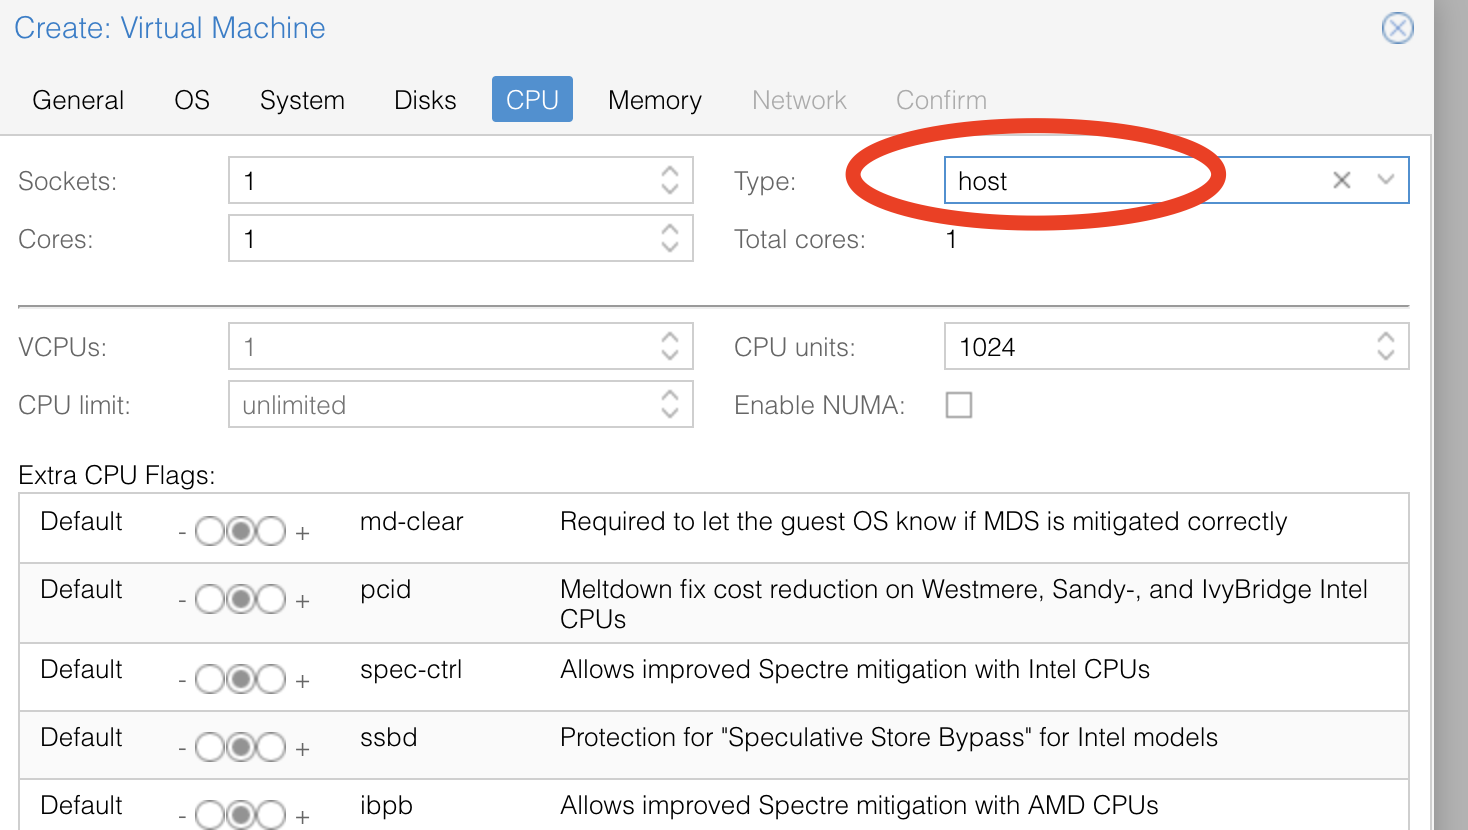 Create: Virtual Machine
General OS System Disks CPU Memory Network Confirm
Sockets: 1 Type: host
Cores: 1 Total cores: 1
VCPUs: 1 CPU units: 1024
CPU limit: unlimited Enable NUMA:
Extra CPU Flags:
Default - + md-clear Required to let the guest OS know if MDS is mitigated correctly
Default - + pcid Meltdown fix cost reduction on Westmere, Sandy-, and IvyBridge Intel
CPUs
Default - + spec-ctrl Allows improved Spectre mitigation with Intel CPUs
Default - + ssbd Protection for "Speculative Store Bypass" for Intel models
Default - + ibpb Allows improved Spectre mitigation with AMD CPUs